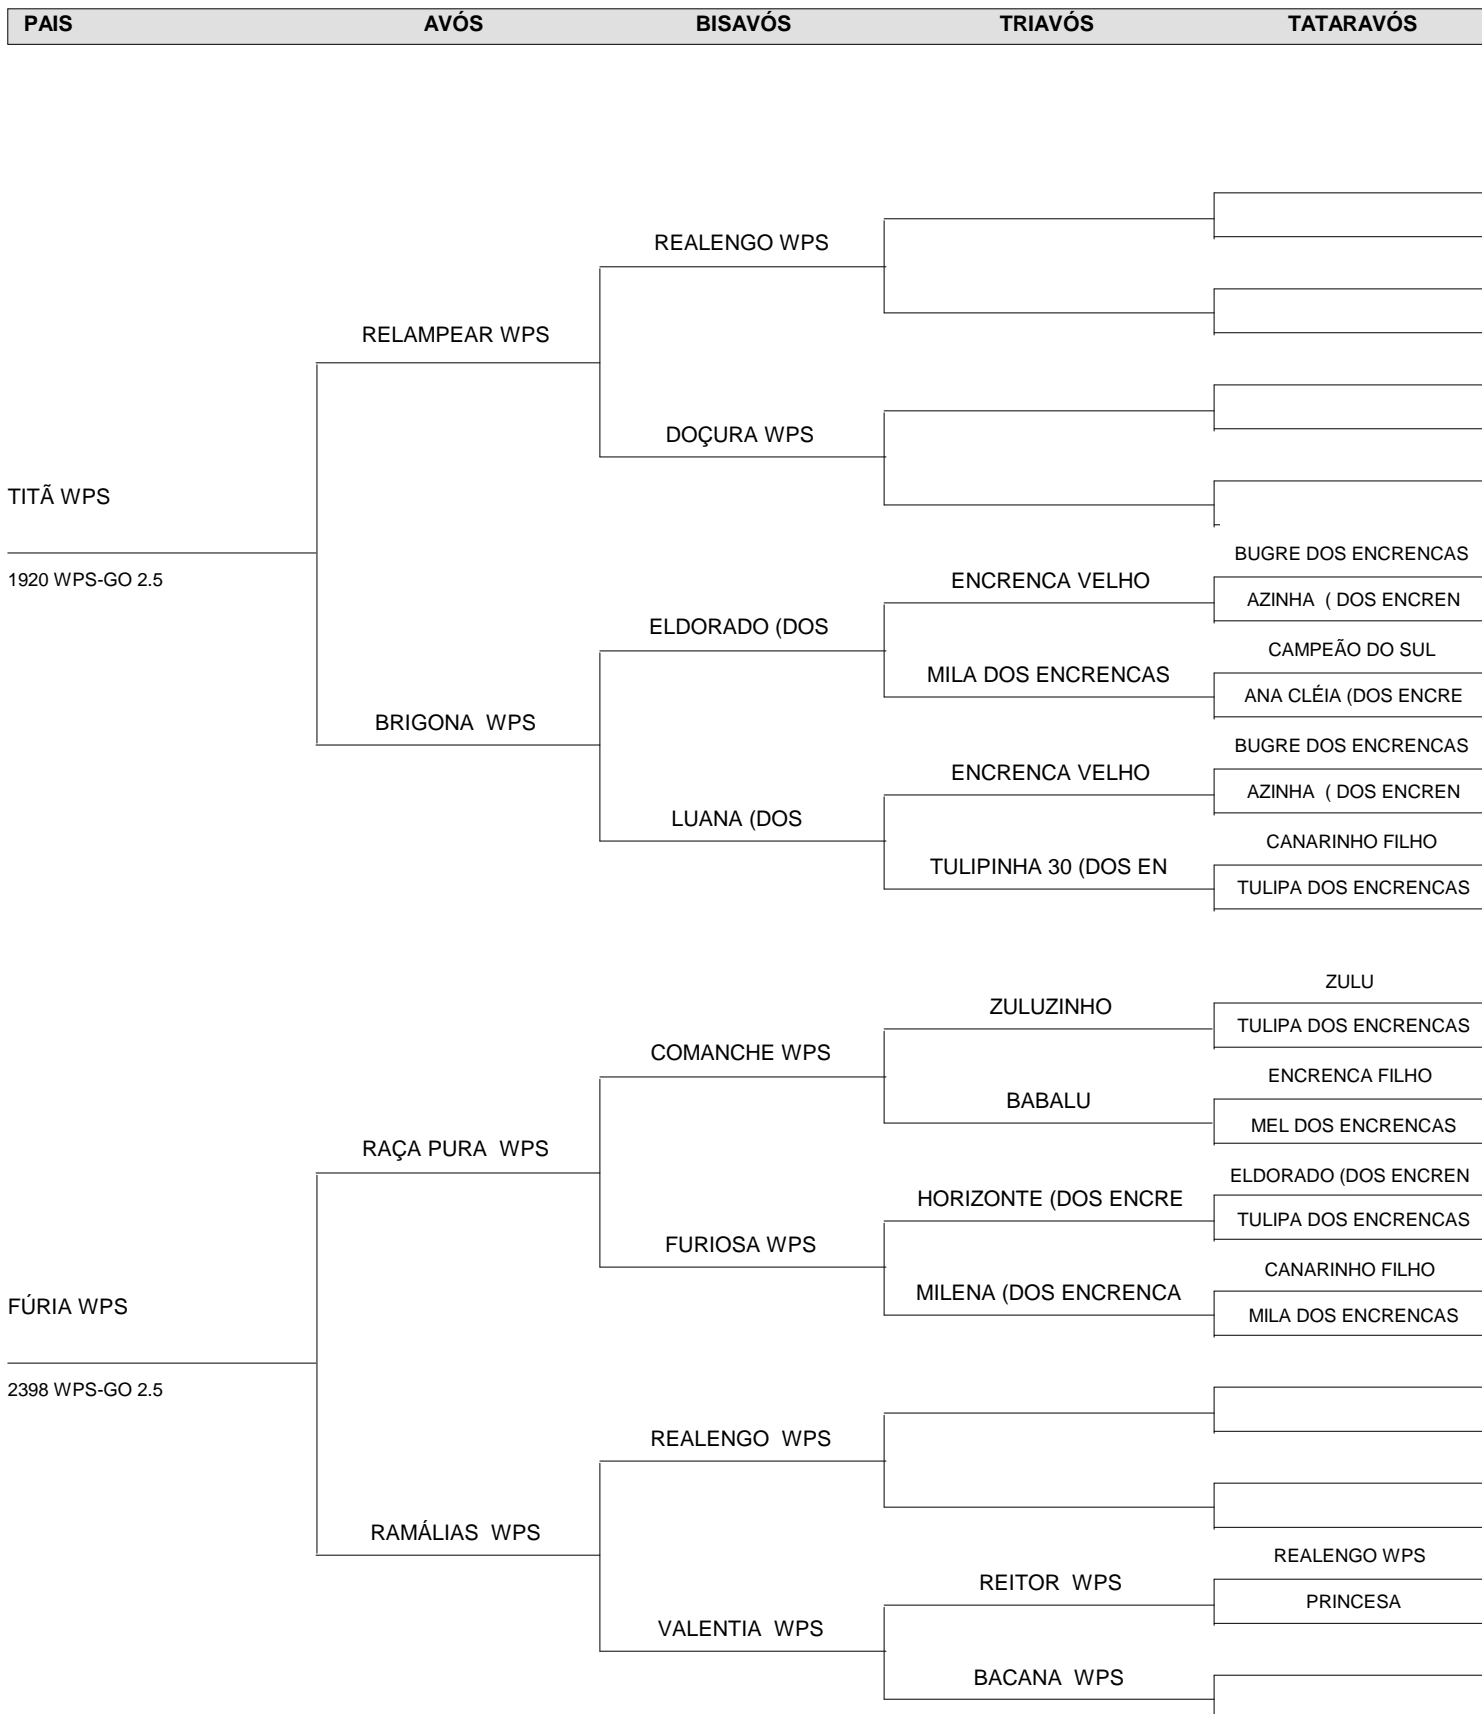 PAIS AVÓS BISAVÓS TRIAVÓS TATARAVÓS
REALENGO WPS
RELAMPEAR WPS
DOÇURA WPS
TITÃ WPS
BUGRE DOS ENCRENCAS
1920 WPS-GO 2.5
ENCRENCA VELHO
AZINHA ( DOS ENCREN
ELDORADO (DOS
CAMPEÃO DO SUL
MILA DOS ENCRENCAS
ANA CLÉIA (DOS ENCRE
BRIGONA WPS
BUGRE DOS ENCRENCAS
ENCRENCA VELHO
AZINHA ( DOS ENCREN
LUANA (DOS
CANARINHO FILHO
TULIPINHA 30 (DOS EN
TULIPA DOS ENCRENCAS
ZULU
ZULUZINHO
TULIPA DOS ENCRENCAS
COMANCHE WPS
ENCRENCA FILHO
BABALU
MEL DOS ENCRENCAS
RAÇA PURA WPS
ELDORADO (DOS ENCREN
HORIZONTE (DOS ENCRE
TULIPA DOS ENCRENCAS
FURIOSA WPS
CANARINHO FILHO
MILENA (DOS ENCRENCA
FÚRIA WPS
MILA DOS ENCRENCAS
2398 WPS-GO 2.5
REALENGO WPS
RAMÁLIAS WPS
REALENGO WPS
REITOR WPS
PRINCESA
VALENTIA WPS
BACANA WPS